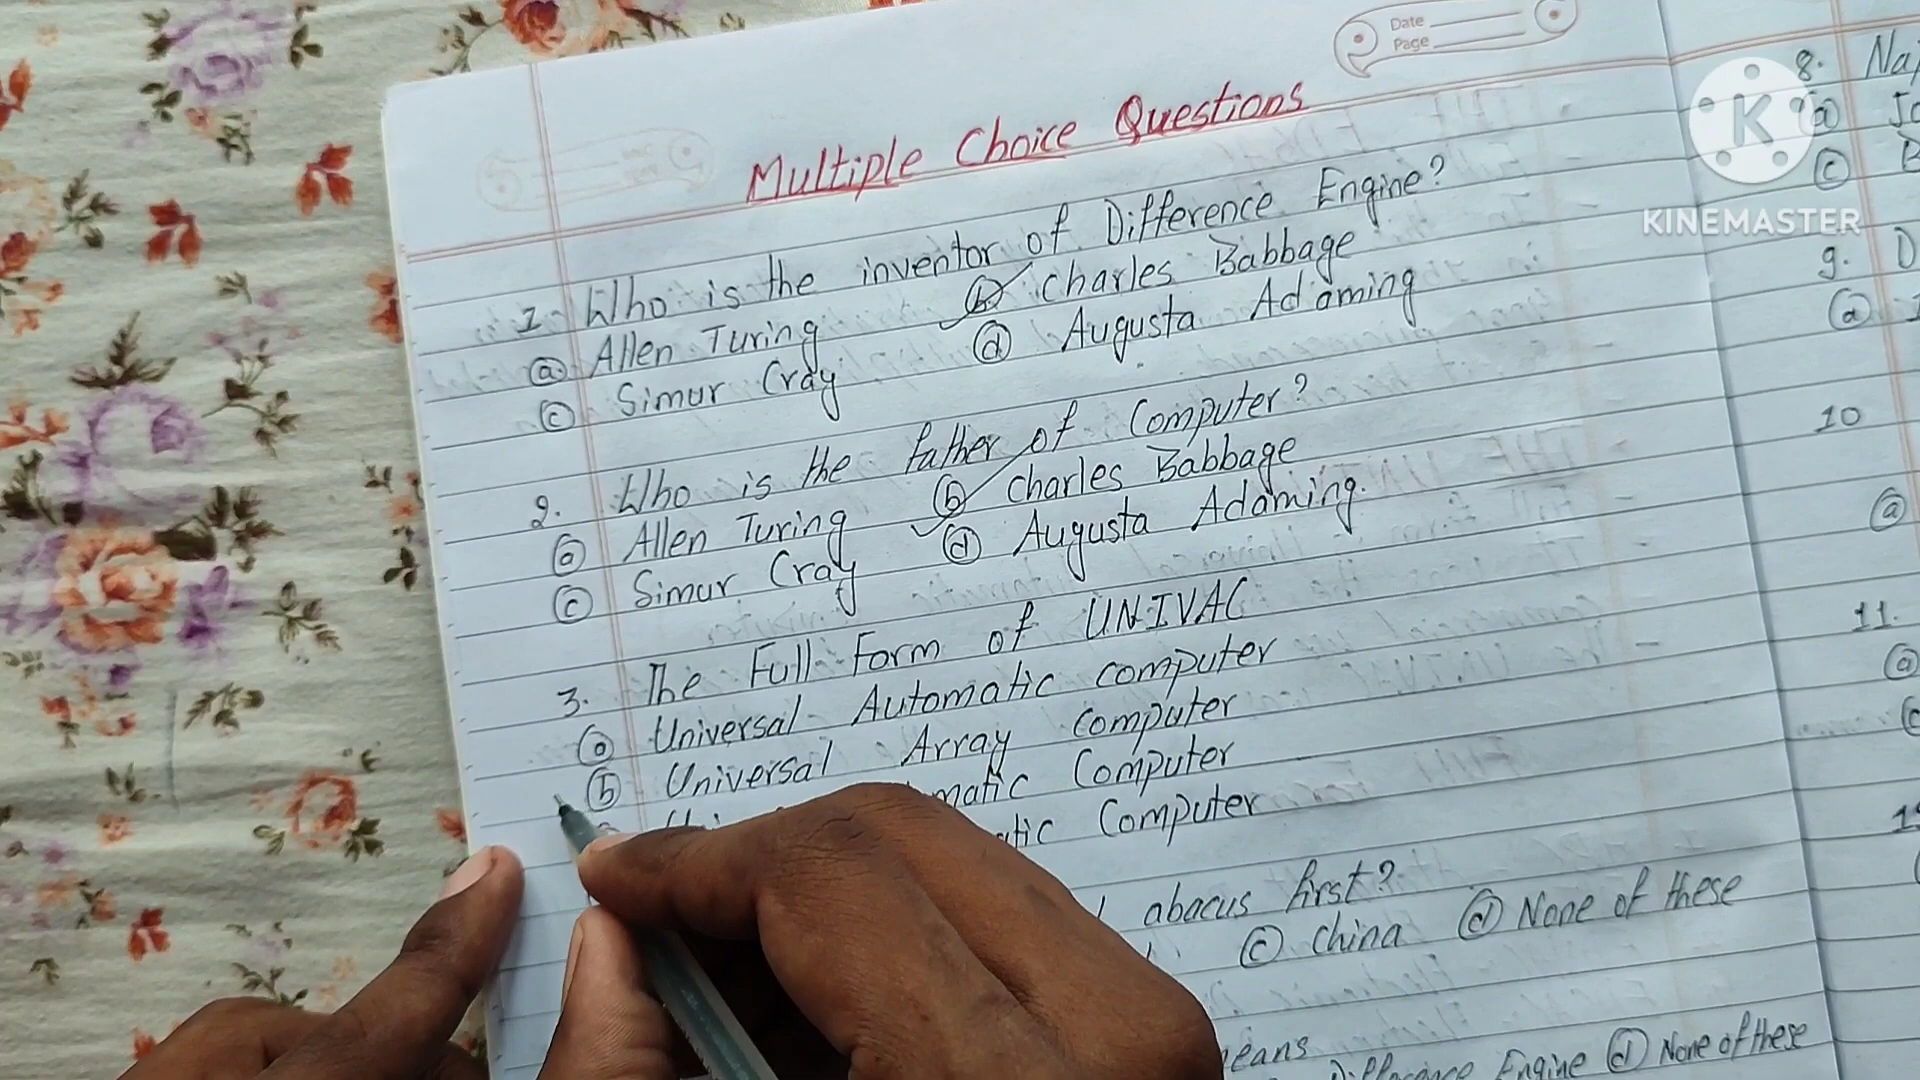 Date
Page
Multiple Choice Questions
1. Who is the inventor of Difference Engine?
ⓐ Allen Turing ⓑ Charles Babbage
ⓒ Simur Cray ⓓ Augusta Adaming
2. Who is the father of Computer?
ⓐ Allen Turing ⓑ Charles Babbage
ⓒ Simur Cray ⓓ Augusta Adaming.
3. The Full Form of UNIVAC
ⓐ Universal Automatic computer
ⓑ Universal Array Computer
matic Computer
Computer
abacus first?
ⓒ China ⓓ None of these
eans
Difference Engine ⓓ None of these
8.
ⓐ
ⓒ
9.
ⓐ
10
ⓐ
11.
ⓐ
K
KINEMASTER